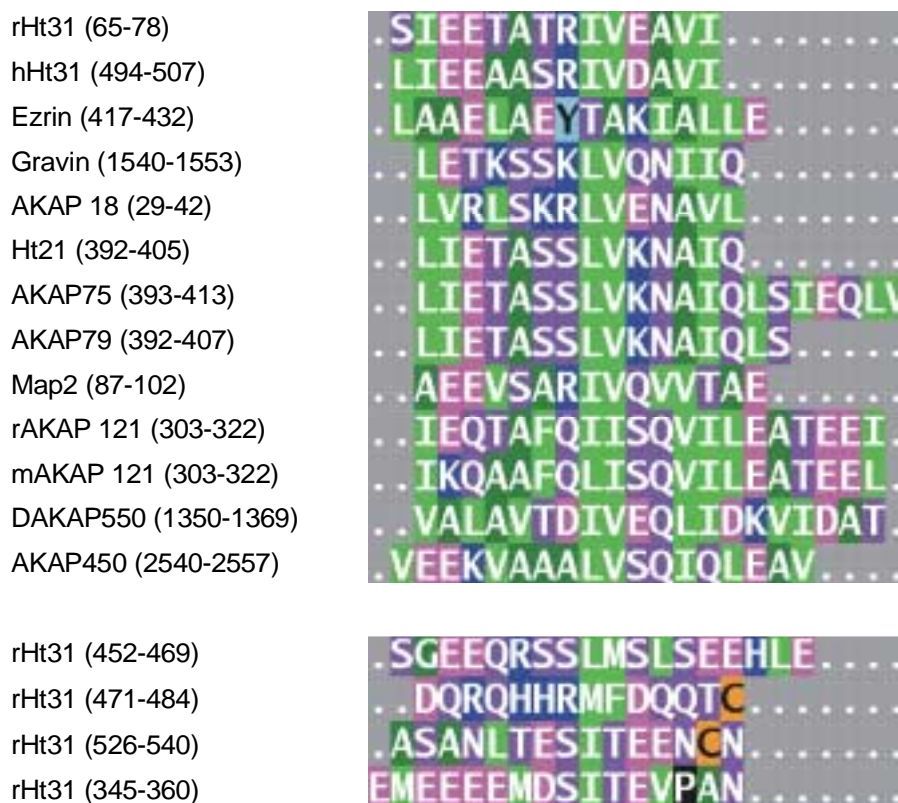 rHt31 (65-78) .SIEETATRIVEAVI........
hHt31 (494-507) .LIEEAASRIVDAVI........
Ezrin (417-432) .LAAELAEYTAKIALLE......
Gravin (1540-1553) ..LETKSSKLVQNIIQ.......
AKAP 18 (29-42) ..LVRLSKRLVENAVL.......
Ht21 (392-405) ..LIETASSLVKNAIQ.......
AKAP75 (393-413) ..LIETASSLVKNAIQLSIEQLV
AKAP79 (392-407) ..LIETASSLVKNAIQLS.....
Map2 (87-102) ..AEEVSARIVQVVTAE......
rAKAP 121 (303-322) ..IEQTAFQIISQVILEATEEI.
mAKAP 121 (303-322) ..IKQAAFQLISQVILEATEEL.
DAKAP550 (1350-1369) ..VALAVTDIVEQLIDKVIDAT.
AKAP450 (2540-2557) .VEEKVAAALVSQIQLEAV....
rHt31 (452-469) .SGEEQRSSLMSLSEEHLE....
rHt31 (471-484) ..DQRQHHRMFDQQTC.......
rHt31 (526-540) .ASANLTESITEENCN.......
rHt31 (345-360) EMEEEEMDSITEVPAN.......